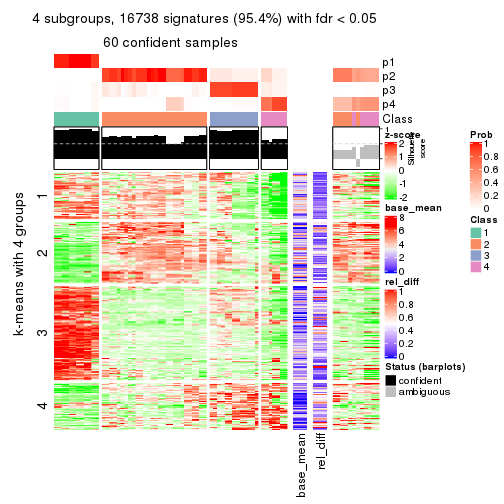 4 subgroups, 16738 signatures (95.4%) with fdr < 0.05
60 confident samples
p1
p2
p3
p4
Class
1
0
Silhouette
score
k-means with 4 groups
1
2
3
4
base_mean
rel_diff
z-score
2
1
0
-1
-2
base_mean
8
6
4
2
0
rel_diff
1
0.8
0.6
0.4
0.2
0
Status (barplots)
confident
ambiguous
Prob
1
0.8
0.6
0.4
0.2
0
Class
1
2
3
4